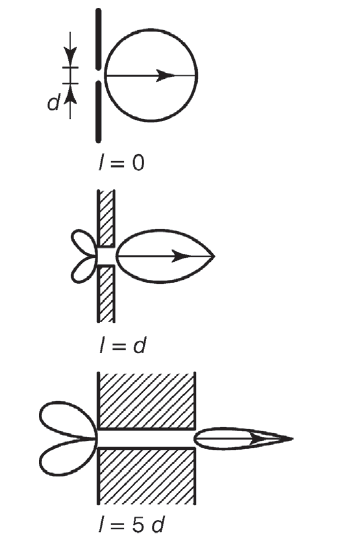 d
l = 0
l = d
l = 5 d